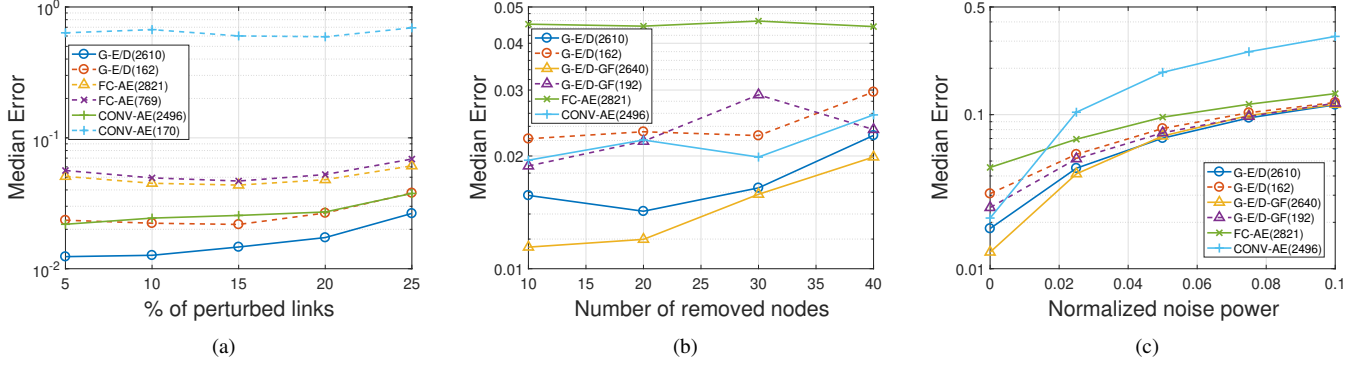 10^0
10^-1
10^-2
Median Error
G-E/D(2610)
G-E/D(162)
FC-AE(2821)
FC-AE(769)
CONV-AE(2496)
CONV-AE(170)
5 10 15 20 25
% of perturbed links
(a)
0.05
0.04
0.03
0.02
0.01
Median Error
G-E/D(2610)
G-E/D(162)
G-E/D-GF(2640)
G-E/D-GF(192)
FC-AE(2821)
CONV-AE(2496)
10 15 20 25 30 35 40
Number of removed nodes
(b)
0.5
0.3
0.1
0.01
Median Error
G-E/D(2610)
G-E/D(162)
G-E/D-GF(2640)
G-E/D-GF(192)
FC-AE(2821)
CONV-AE(2496)
0 0.02 0.04 0.06 0.08 0.1
Normalized noise power
(c)